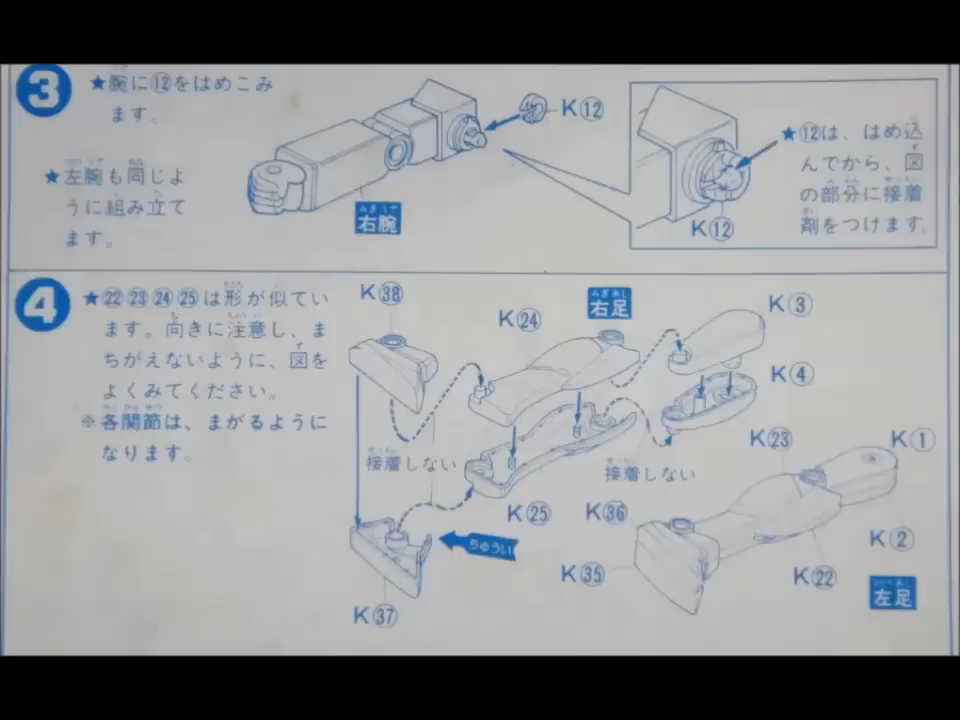 3
★腕に⑫をはめこみ
ます。
★左腕も同じよ
うに組み立て
ます。
右腕
K⑫
★⑫は、はめ込
んでから、図
の部分に接着
剤をつけます。
K⑫
4
★㉒㉓㉔㉕は形が似てい
ます。向きに注意し、ま
ちがえないように、図を
よくみてください。
※各関節は、まがるように
なります。
K㊳
K㉔
右足
K③
K④
接着しない
接着しない
K㉓
K①
K㉕
K㊱
ちゅうい
K②
K㉟
K㉒
左足
K㊲